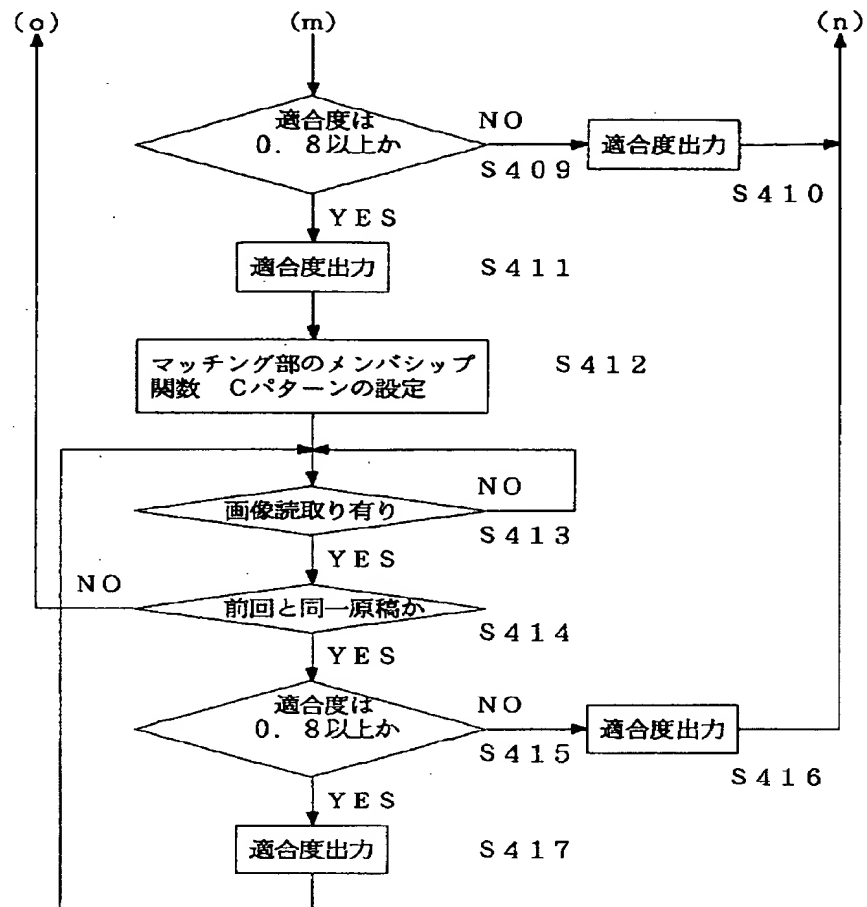 (o)
(m)
(n)
適合度は
0．8以上か
NO
S409
適合度出力
S410
YES
適合度出力
S411
マッチング部のメンバシップ
関数　Cパターンの設定
S412
画像読取り有り
NO
S413
YES
NO
前回と同一原稿か
S414
YES
適合度は
0．8以上か
NO
S415
適合度出力
S416
YES
適合度出力
S417